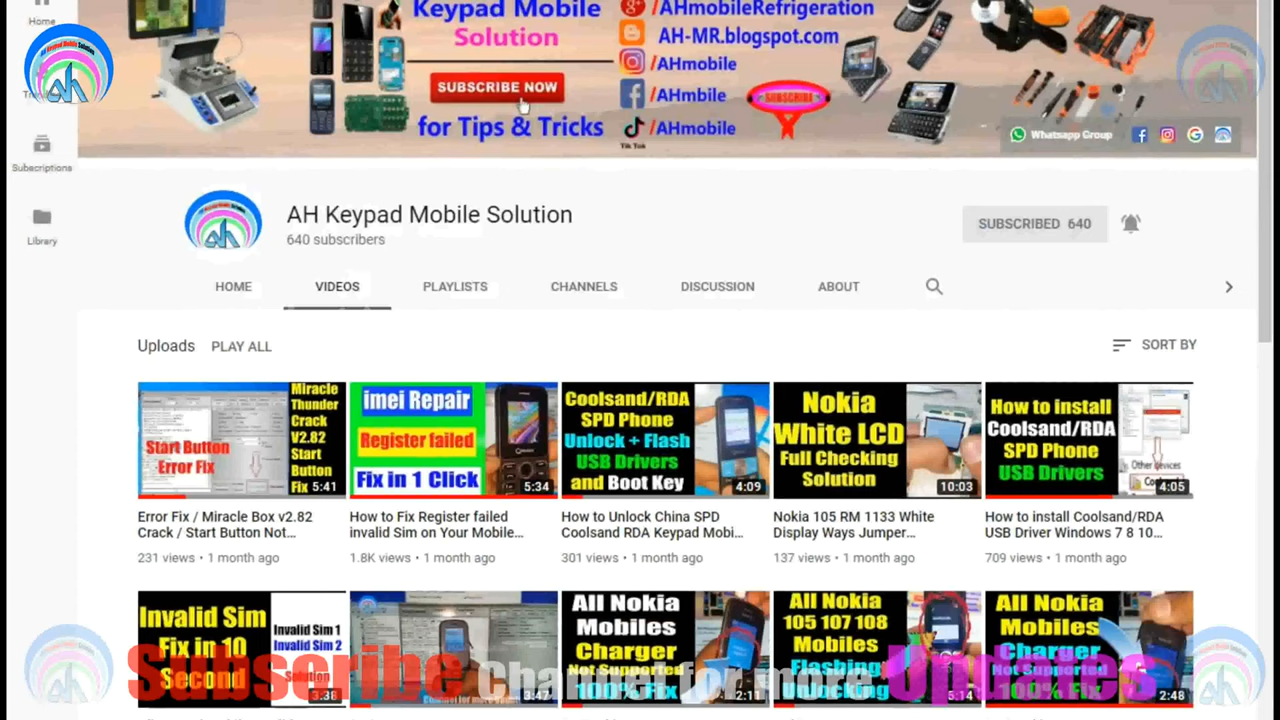 Home
Keypad Mobile
Solution
SUBSCRIBE NOW
for Tips & Tricks
/AHmobileRefrigeration
AH-MR.blogspot.com
/AHmobile
/AHmbile
/AHmobile
Tik Tok
SUBSCRIBE
Whatsapp Group
Subscriptions
Library
AH Keypad Mobile Solution
640 subscribers
SUBSCRIBED 640
HOME
VIDEOS
PLAYLISTS
CHANNELS
DISCUSSION
ABOUT
Uploads
PLAY ALL
SORT BY
Start Button
Error Fix
Miracle
Thunder
Crack
V2.82
Start
Button
Fix
5:41
imei Repair
Register failed
Fix in 1 Click
5:34
Coolsand/RDA
SPD Phone
Unlock + Flash
USB Drivers
and Boot Key
4:09
Nokia
White LCD
Full Checking
Solution
10:03
How to install
Coolsand/RDA
SPD Phone
USB Drivers
Other devices
4:05
Error Fix / Miracle Box v2.82
Crack / Start Button Not...
231 views • 1 month ago
How to Fix Register failed
invalid Sim on Your Mobile...
1.8K views • 1 month ago
How to Unlock China SPD
Coolsand RDA Keypad Mobi...
301 views • 1 month ago
Nokia 105 RM 1133 White
Display Ways Jumper...
137 views • 1 month ago
How to install Coolsand/RDA
USB Driver Windows 7 8 10...
709 views • 1 month ago
Invalid Sim
Fix in 10
Second
Invalid Sim 1
Invalid Sim 2
Solution
3:38
3:47
All Nokia
Mobiles
Charger
Not Supported
100% Fix
2:11
All Nokia
105 107 108
Mobiles
Flashing
Unlocking
5:14
All Nokia
Mobiles
Charger
Not Supported
100% Fix
2:48
Subscribe Channel for more Updates